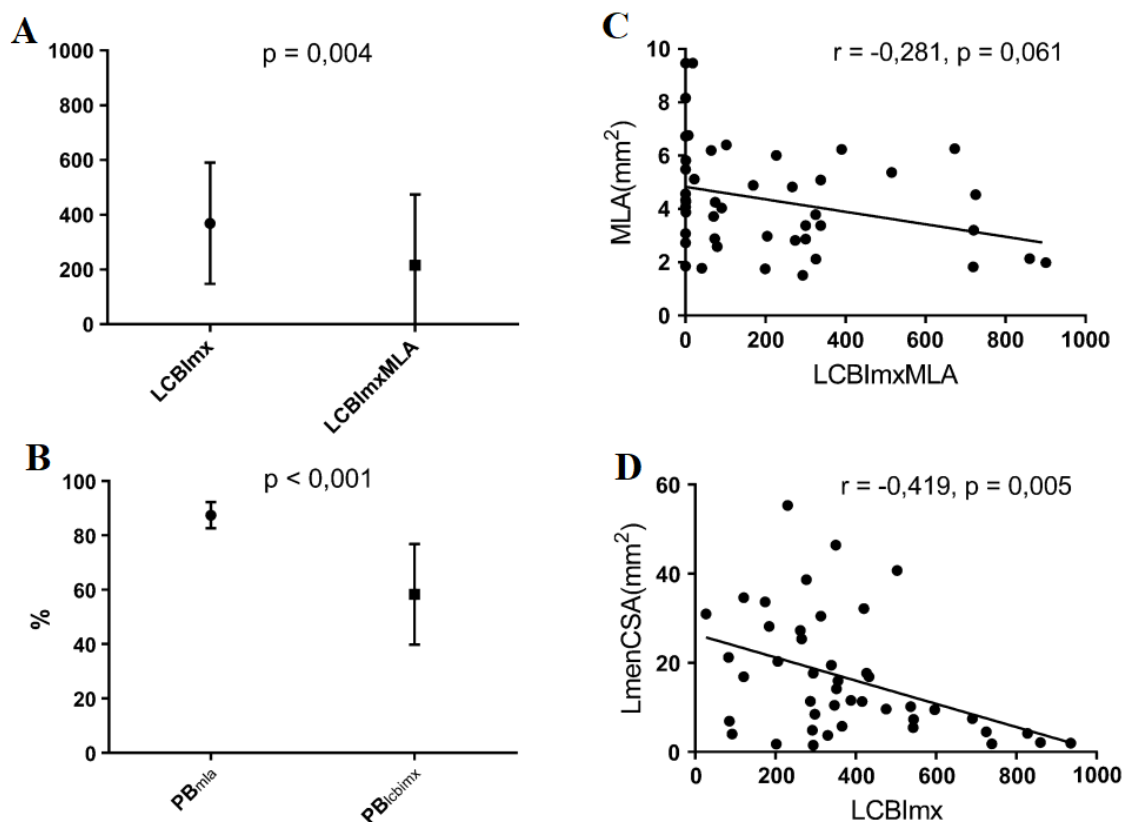 A
p = 0,004
1000
800
600
400
200
0
LCBImx
LCBImxMLA
B
p < 0,001
100
80
60
40
20
0
%
PBmla
PBlcbimx
C
r = -0,281, p = 0,061
MLA(mm²)
10
8
6
4
2
0
0 200 400 600 800 1000
LCBImxMLA
D
r = -0,419, p = 0,005
LmenCSA(mm²)
60
40
20
0
0 200 400 600 800 1000
LCBImx